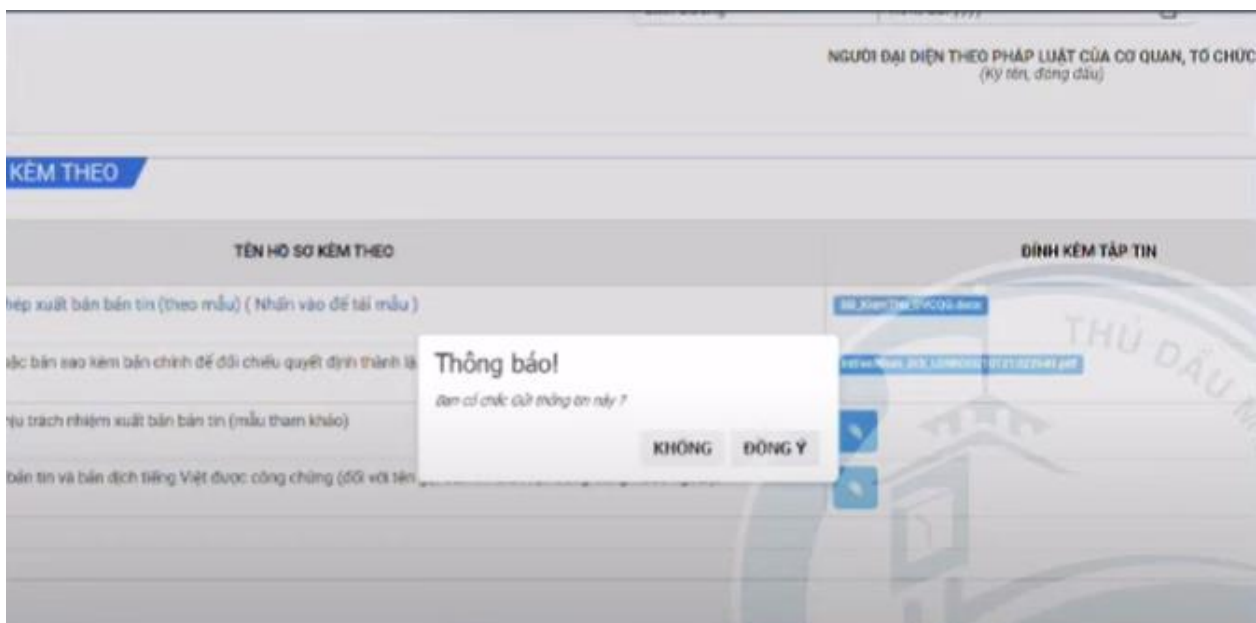 NGƯỜI ĐẠI DIỆN THEO PHÁP LUẬT CỦA CƠ QUAN, TỔ CHỨC
(Ký tên, đóng dấu)
KÈM THEO
TÊN HỒ SƠ KÈM THEO
ĐÍNH KÈM TẬP TIN
hép xuất bản bản tin (theo mẫu) ( Nhấn vào để tải mẫu )
bản sao kèm bản chính để đối chiếu quyết định thành
Thông báo!
Bạn có chắc Gửi thông tin này ?
KHÔNG ĐỒNG Ý
trách nhiệm xuất bản bản tin (mẫu tham khảo)
bản tin và bản dịch tiếng Việt được công chứng (đối với tên
THỦ DẦU